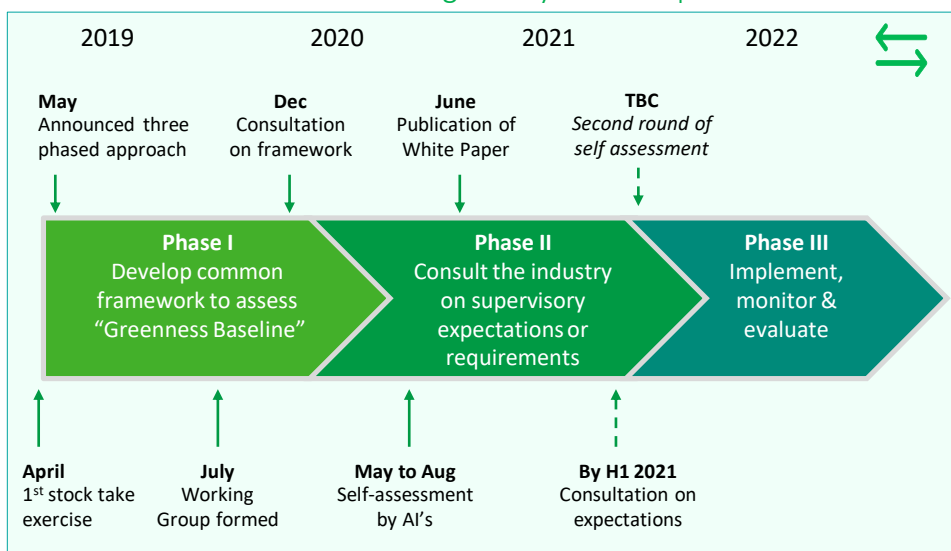 2019 2020 2021 2022
May
Announced three
phased approach
Dec
Consultation
on framework
June
Publication of
White Paper
TBC
Second round of
self assessment
Phase I
Develop common
framework to assess
“Greenness Baseline”
Phase II
Consult the industry
on supervisory
expectations or
requirements
Phase III
Implement,
monitor &
evaluate
April
1st stock take
exercise
July
Working
Group formed
May to Aug
Self-assessment
by AI's
By H1 2021
Consultation on
expectations